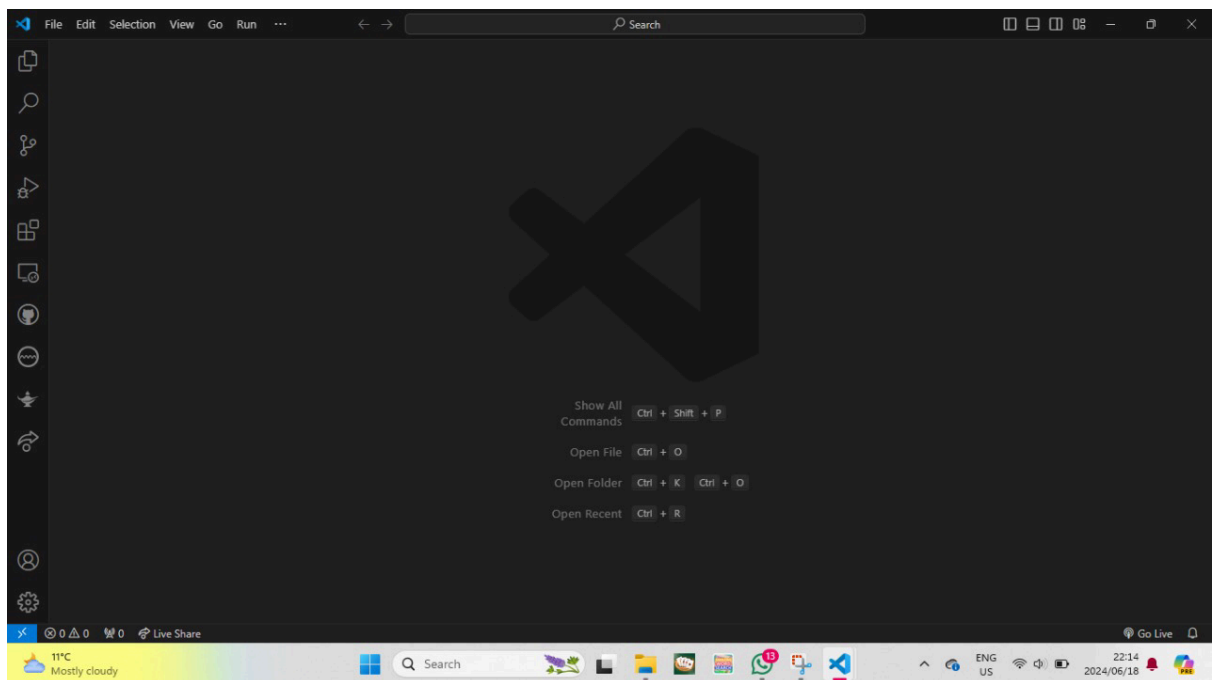 File Edit Selection View Go Run ...
Search
Show All
Commands
Ctrl + Shift + P
Open File Ctrl + O
Open Folder Ctrl + K Ctrl + O
Open Recent Ctrl + R
0 0 0 Live Share
Go Live
11°C
Mostly cloudy
Search
13
ENG
US
22:14
2024/06/18
PRE